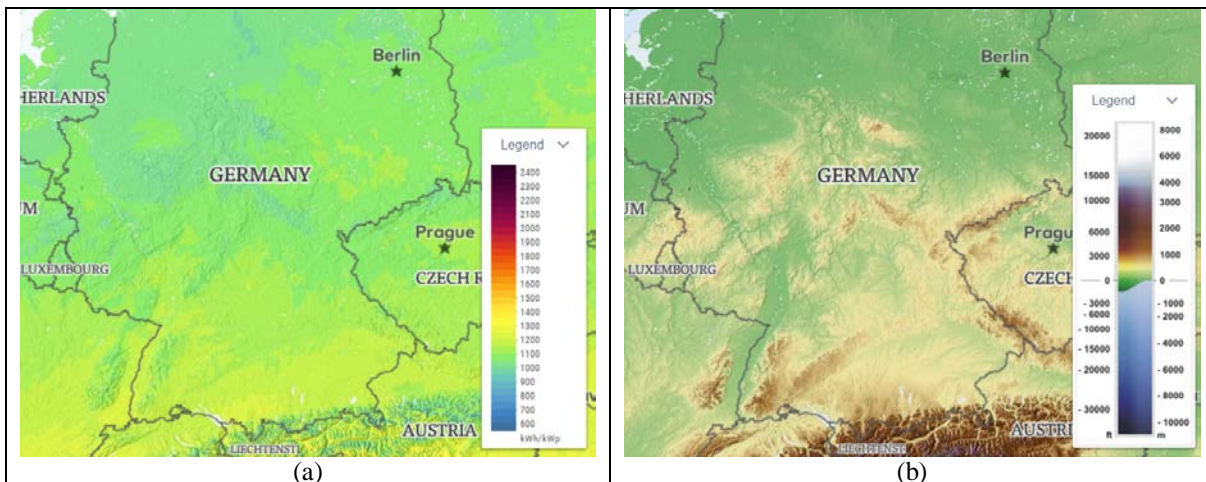 Berlin
HERLANDS
GERMANY
UM
Prague
LUXEMBOURG
CZECH R
AUSTRIA
LIECHTENSTI
Legend
2400
2300
2200
2100
2000
1900
1800
1700
1600
1500
1400
1300
1200
1100
1000
900
800
700
600
kWh/kWp
(a)
Berlin
HERLANDS
GERMANY
UM
Prague
LUXEMBOURG
CZECH
AUSTRI
LIECHTENSTI
Legend
20000 8000
6000
15000 4000
10000 3000
6000 2000
3000 1000
0 0
- 3000 - 1000
- 6000 - 2000
- 10000 - 4000
- 15000
- 20000 - 6000
- 8000
- 30000
- 10000
ft m
(b)